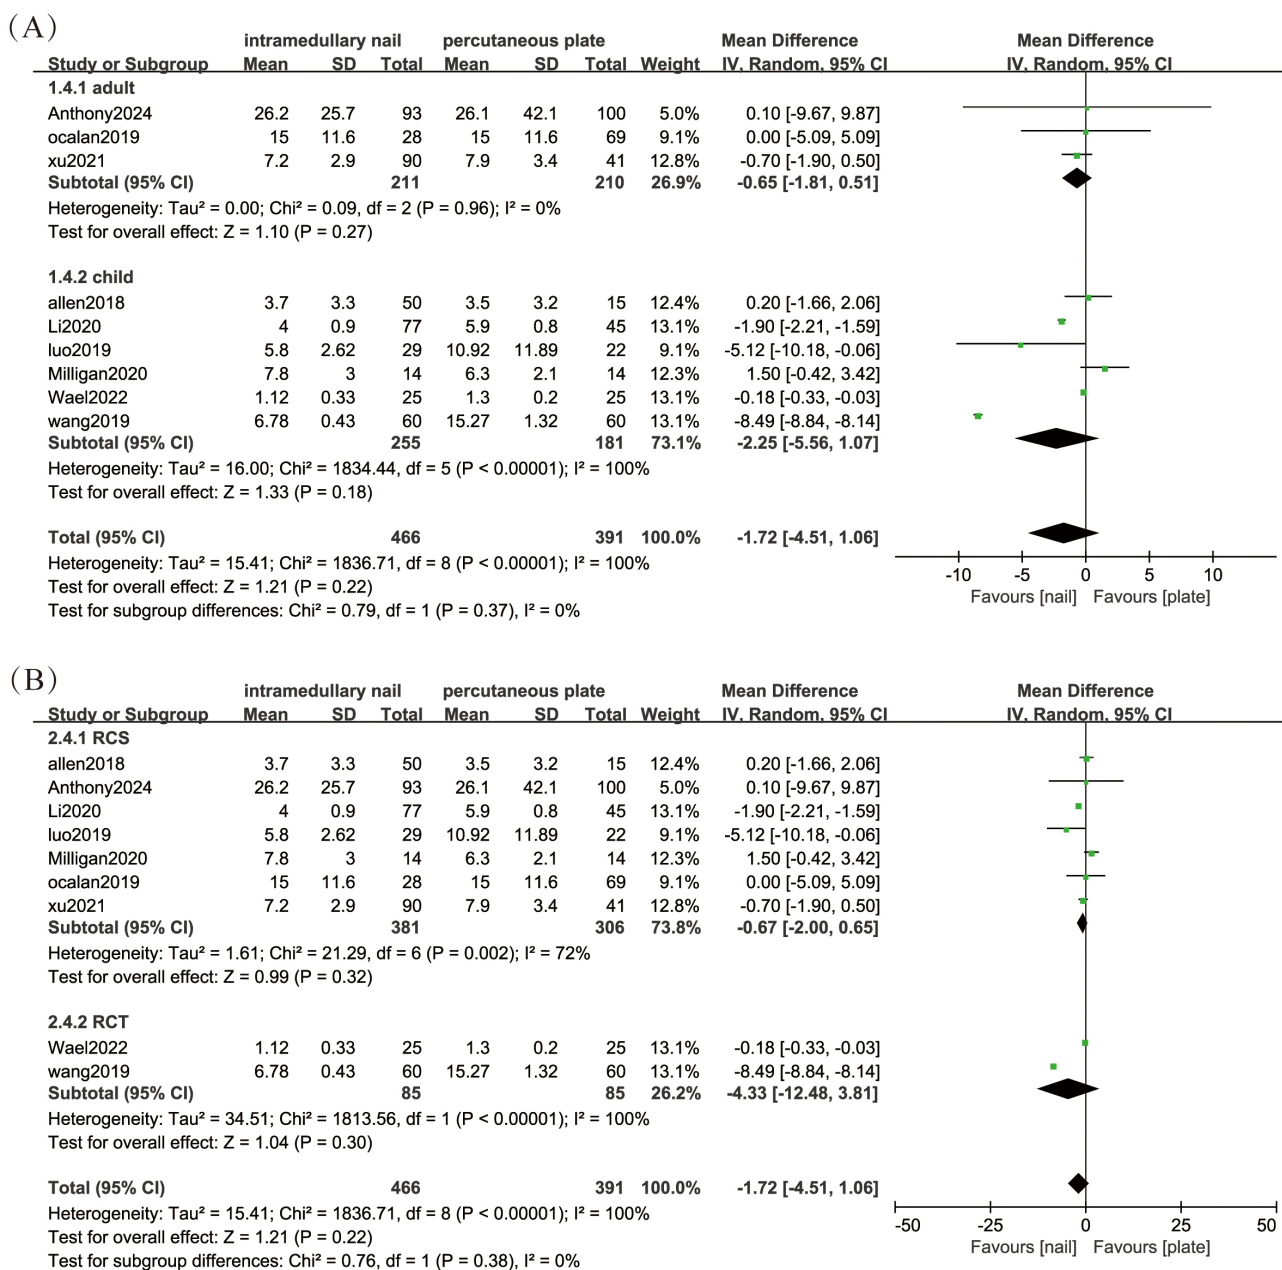 (A)
intramedullary nail percutaneous plate Mean Difference Mean Difference
Study or Subgroup Mean SD Total Mean SD Total Weight IV, Random, 95% CI IV, Random, 95% CI
1.4.1 adult
Anthony2024 26.2 25.7 93 26.1 42.1 100 5.0% 0.10 [-9.67, 9.87]
ocalan2019 15 11.6 28 15 11.6 69 9.1% 0.00 [-5.09, 5.09]
xu2021 7.2 2.9 90 7.9 3.4 41 12.8% -0.70 [-1.90, 0.50]
Subtotal (95% CI) 211 210 26.9% -0.65 [-1.81, 0.51]
Heterogeneity: Tau² = 0.00; Chi² = 0.09, df = 2 (P = 0.96); I² = 0%
Test for overall effect: Z = 1.10 (P = 0.27)
1.4.2 child
allen2018 3.7 3.3 50 3.5 3.2 15 12.4% 0.20 [-1.66, 2.06]
Li2020 4 0.9 77 5.9 0.8 45 13.1% -1.90 [-2.21, -1.59]
luo2019 5.8 2.62 29 10.92 11.89 22 9.1% -5.12 [-10.18, -0.06]
Milligan2020 7.8 3 14 6.3 2.1 14 12.3% 1.50 [-0.42, 3.42]
Wael2022 1.12 0.33 25 1.3 0.2 25 13.1% -0.18 [-0.33, -0.03]
wang2019 6.78 0.43 60 15.27 1.32 60 13.1% -8.49 [-8.84, -8.14]
Subtotal (95% CI) 255 181 73.1% -2.25 [-5.56, 1.07]
Heterogeneity: Tau² = 16.00; Chi² = 1834.44, df = 5 (P < 0.00001); I² = 100%
Test for overall effect: Z = 1.33 (P = 0.18)
Total (95% CI) 466 391 100.0% -1.72 [-4.51, 1.06]
Heterogeneity: Tau² = 15.41; Chi² = 1836.71, df = 8 (P < 0.00001); I² = 100%
Test for overall effect: Z = 1.21 (P = 0.22)
Test for subgroup differences: Chi² = 0.79, df = 1 (P = 0.37), I² = 0%
-10 -5 0 5 10
Favours [nail] Favours [plate]
(B)
intramedullary nail percutaneous plate Mean Difference Mean Difference
Study or Subgroup Mean SD Total Mean SD Total Weight IV, Random, 95% CI IV, Random, 95% CI
2.4.1 RCS
allen2018 3.7 3.3 50 3.5 3.2 15 12.4% 0.20 [-1.66, 2.06]
Anthony2024 26.2 25.7 93 26.1 42.1 100 5.0% 0.10 [-9.67, 9.87]
Li2020 4 0.9 77 5.9 0.8 45 13.1% -1.90 [-2.21, -1.59]
luo2019 5.8 2.62 29 10.92 11.89 22 9.1% -5.12 [-10.18, -0.06]
Milligan2020 7.8 3 14 6.3 2.1 14 12.3% 1.50 [-0.42, 3.42]
ocalan2019 15 11.6 28 15 11.6 69 9.1% 0.00 [-5.09, 5.09]
xu2021 7.2 2.9 90 7.9 3.4 41 12.8% -0.70 [-1.90, 0.50]
Subtotal (95% CI) 381 306 73.8% -0.67 [-2.00, 0.65]
Heterogeneity: Tau² = 1.61; Chi² = 21.29, df = 6 (P = 0.002); I² = 72%
Test for overall effect: Z = 0.99 (P = 0.32)
2.4.2 RCT
Wael2022 1.12 0.33 25 1.3 0.2 25 13.1% -0.18 [-0.33, -0.03]
wang2019 6.78 0.43 60 15.27 1.32 60 13.1% -8.49 [-8.84, -8.14]
Subtotal (95% CI) 85 85 26.2% -4.33 [-12.48, 3.81]
Heterogeneity: Tau² = 34.51; Chi² = 1813.56, df = 1 (P < 0.00001); I² = 100%
Test for overall effect: Z = 1.04 (P = 0.30)
Total (95% CI) 466 391 100.0% -1.72 [-4.51, 1.06]
Heterogeneity: Tau² = 15.41; Chi² = 1836.71, df = 8 (P < 0.00001); I² = 100%
Test for overall effect: Z = 1.21 (P = 0.22)
Test for subgroup differences: Chi² = 0.76, df = 1 (P = 0.38), I² = 0%
-50 -25 0 25 50
Favours [nail] Favours [plate]